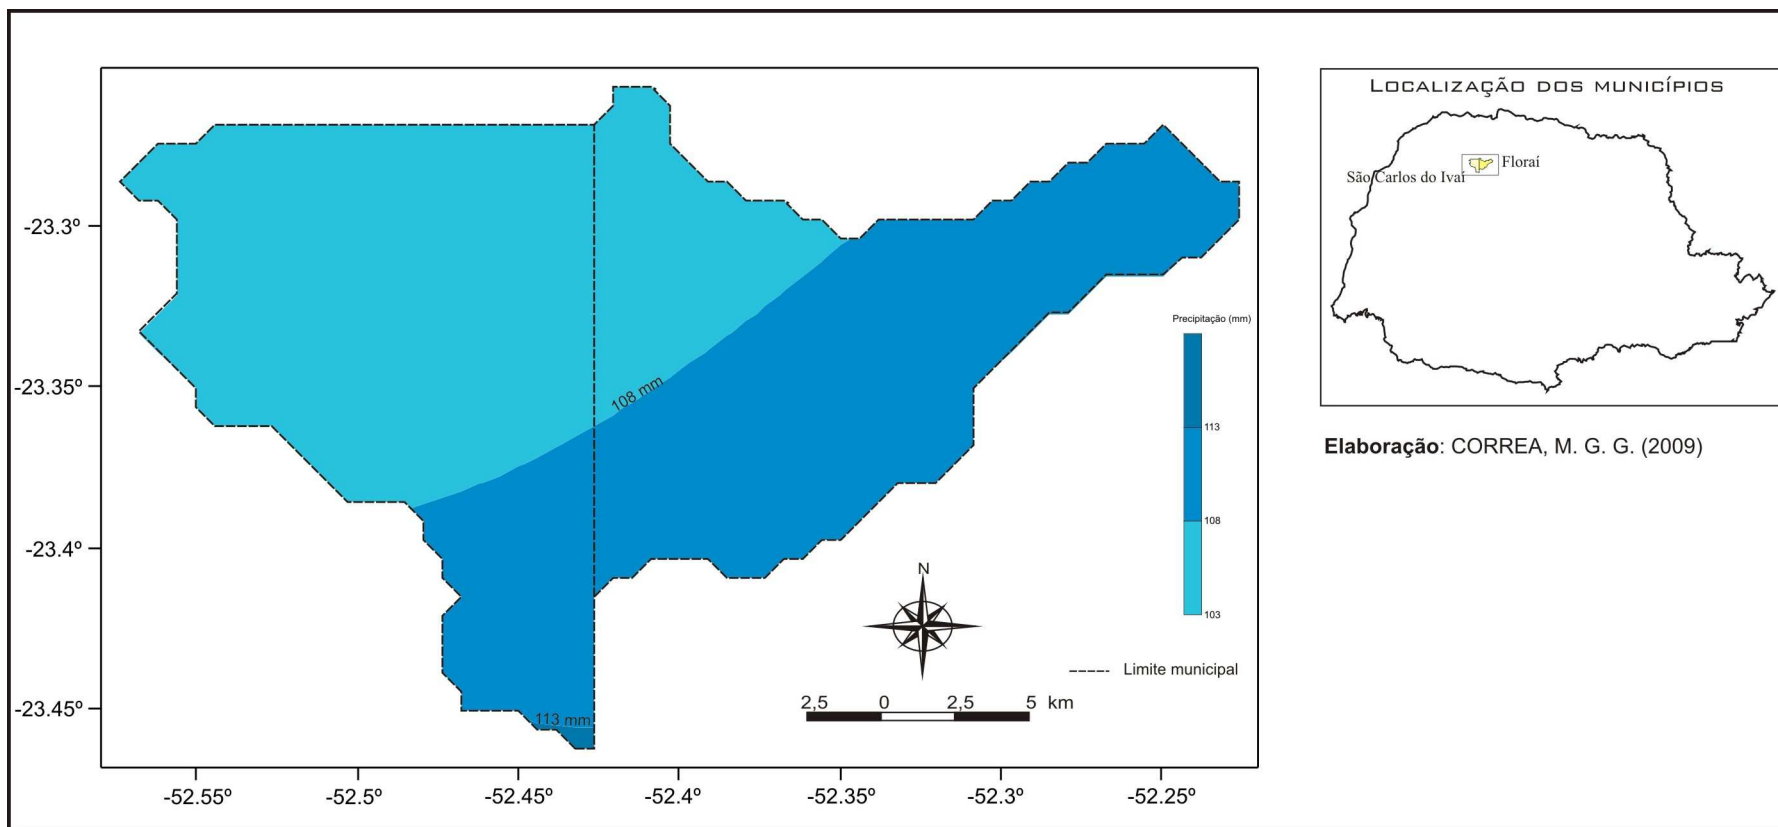 LOCALIZAÇÃO DOS MUNICÍPIOS
Floraí
São Carlos do Ivaí
-23.3º
-23.35º
-23.4º
-23.45º
108 mm
113 mm
Precipitação (mm)
113
108
103
N
Limite municipal
2,5 0 2,5 5 km
-52.55º -52.5º -52.45º -52.4º -52.35º -52.3º -52.25º
Elaboração: CORREA, M. G. G. (2009)